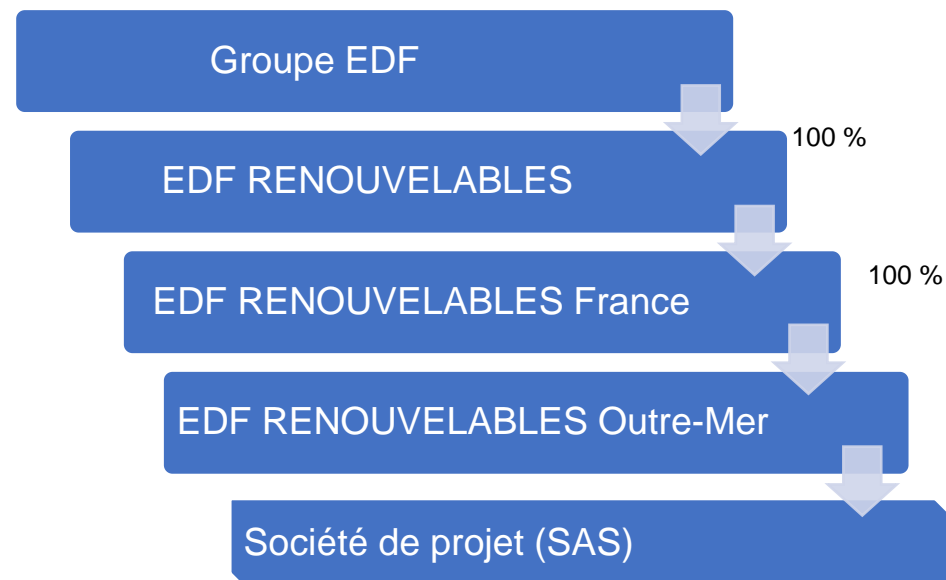 Groupe EDF
100 %
EDF RENOUVELABLES
100 %
EDF RENOUVELABLES France
EDF RENOUVELABLES Outre-Mer
Société de projet (SAS)